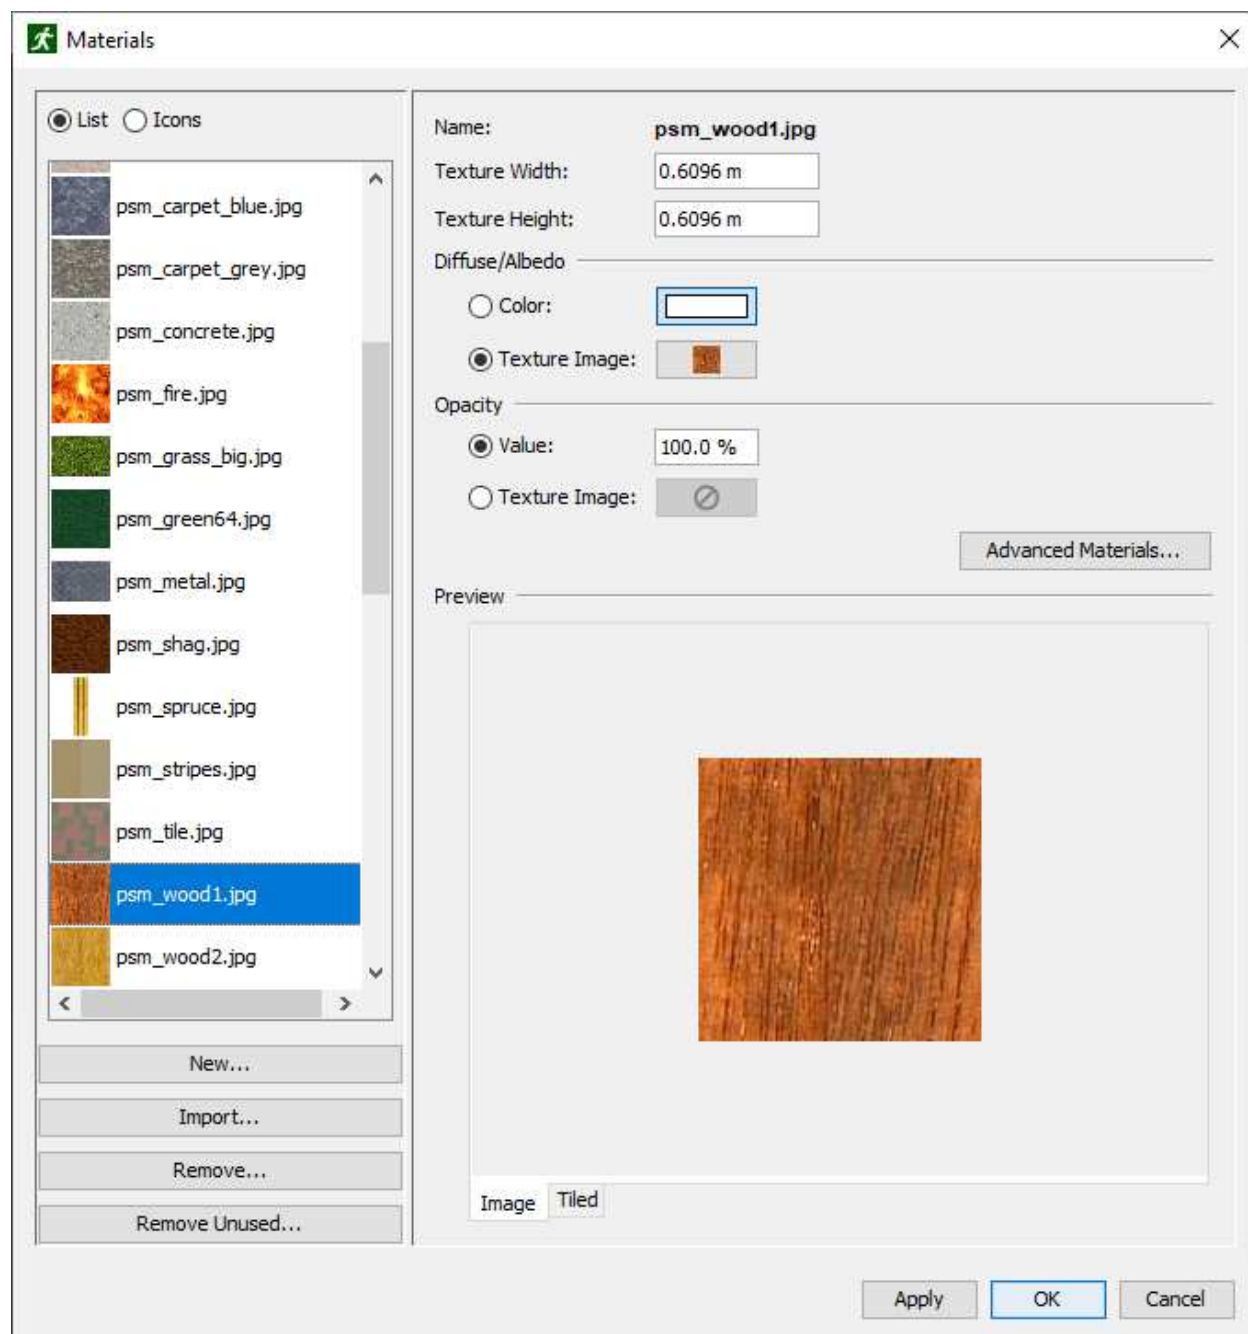 Materials
List Icons
psm_carpet_blue.jpg
psm_carpet_grey.jpg
psm_concrete.jpg
psm_fire.jpg
psm_grass_big.jpg
psm_green64.jpg
psm_metal.jpg
psm_shag.jpg
psm_spruce.jpg
psm_stripes.jpg
psm_tile.jpg
psm_wood1.jpg
psm_wood2.jpg
New...
Import...
Remove...
Remove Unused...
Name: psm_wood1.jpg
Texture Width: 0.6096 m
Texture Height: 0.6096 m
Diffuse/Albedo
Color:
Texture Image:
Opacity
Value: 100.0 %
Texture Image:
Advanced Materials...
Preview
Image Tiled
Apply OK Cancel